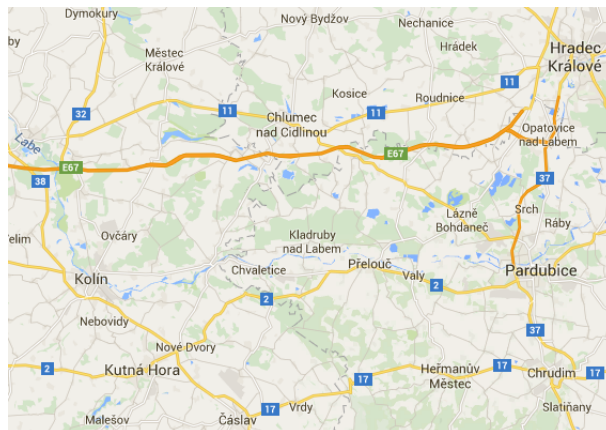 Dymokury
Nový Bydžov
Nechanice
by
Městec
Králové
Hrádek
Hradec
Králové
11
Kosice
11
Roudnice
32
11
Chlumec
nad Cidlinou
11
Opatovice
nad Labem
Labe
E67
E67
38
37
Lázně
Bohdaneč
Srch
Ráby
elim
Ovčáry
Kladruby
nad Labem
Kolín
Chvaletice
Přelouč
Valy
2
Pardubice
2
Nebovidy
37
Nové Dvory
2
Kutná Hora
17
Heřmanův
Městec
17
Chrudim
Malešov
Čáslav
17
Vrdy
Slatiňany